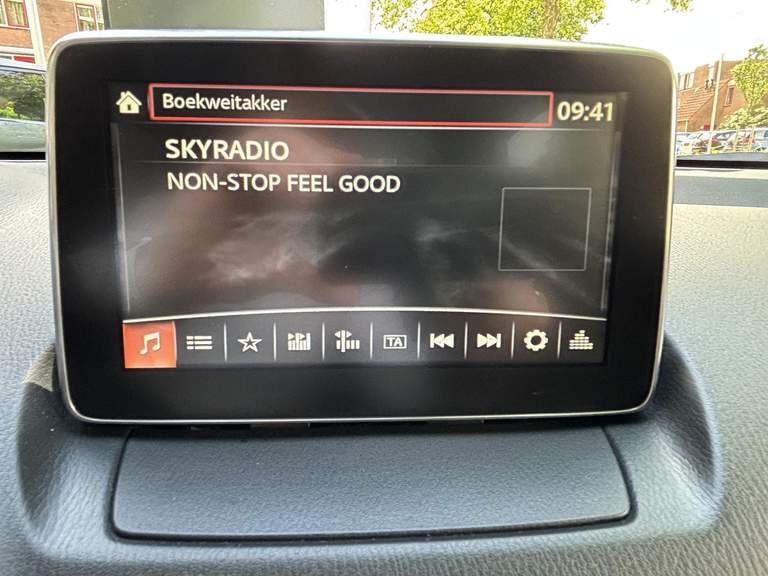 Boekweitakker
09:41
SKYRADIO
NON-STOP FEEL GOOD
TA